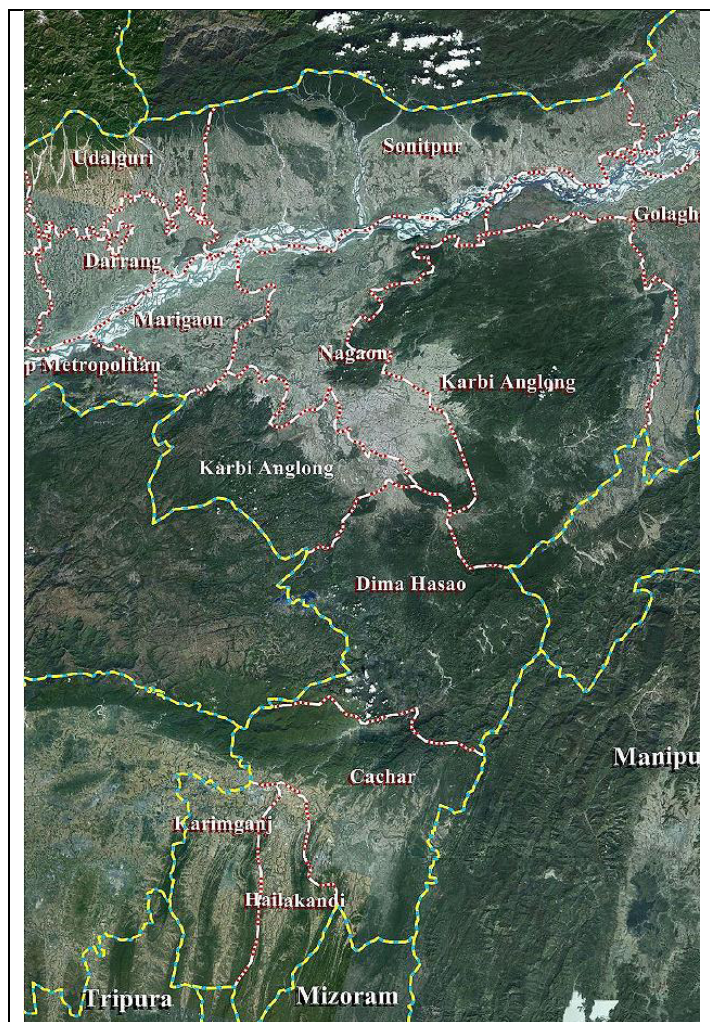 Udalguri
Sonitpur
Golagh
Darrang
Marigaon
Nagaon
p Metropolitan
Karbi Anglong
Karbi Anglong
Dima Hasao
Manipu
Cachar
Karimganj
Hailakandi
Tripura
Mizoram